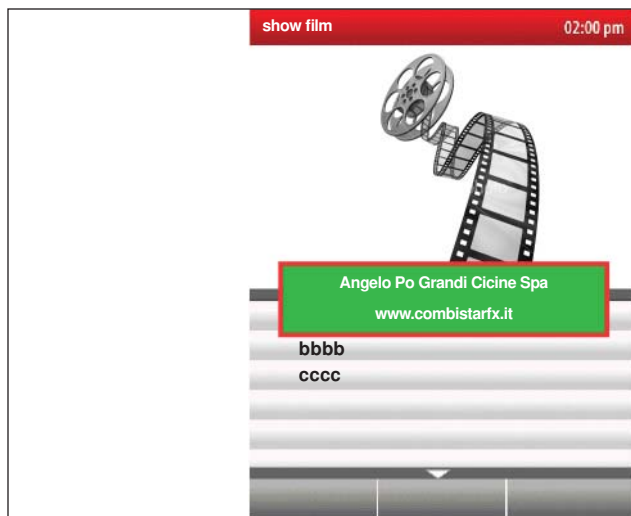 show film
02:00 pm
Angelo Po Grandi Cicine Spa
www.combistarfx.it
bbbb
cccc